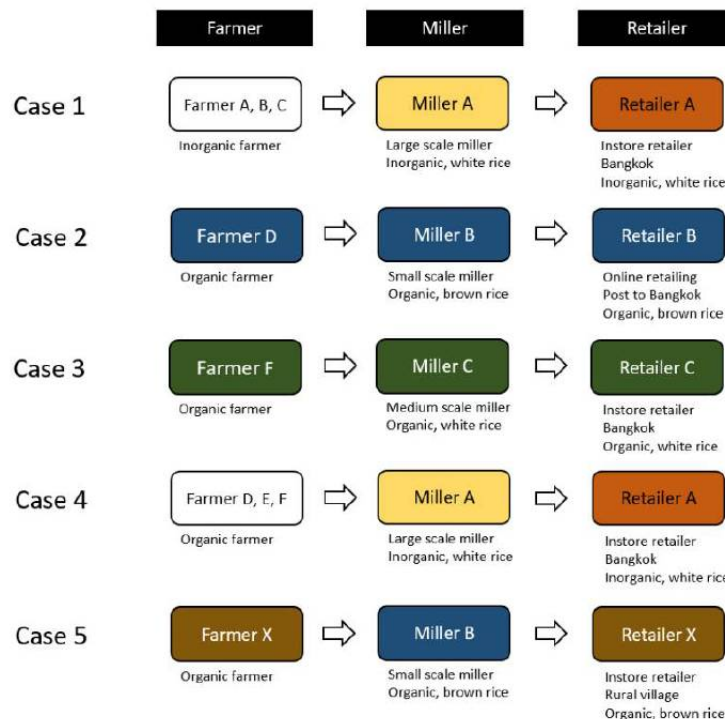 Farmer Miller Retailer
Case 1 Farmer A, B, C Miller A Retailer A
Inorganic farmer Large scale miller Instore retailer
Inorganic, white rice Bangkok
Inorganic, white rice
Case 2 Farmer D Miller B Retailer B
Organic farmer Small scale miller Online retailing
Organic, brown rice Post to Bangkok
Organic, brown rice
Case 3 Farmer F Miller C Retailer C
Organic farmer Medium scale miller Instore retailer
Organic, white rice Bangkok
Organic, white rice
Case 4 Farmer D, E, F Miller A Retailer A
Organic farmer Large scale miller Instore retailer
Inorganic, white rice Bangkok
Inorganic, white rice
Case 5 Farmer X Miller B Retailer X
Organic farmer Small scale miller Instore retailer
Organic, brown rice Rural village
Organic, brown rice